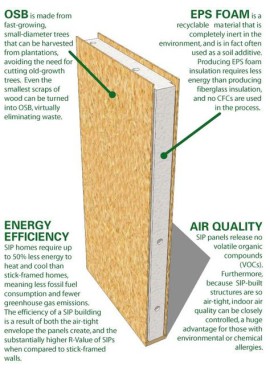 OSB is made from
fast-growing,
small-diameter trees
that can be harvested
from plantations,
avoiding the need for
cutting old-growth
trees. Even the
smallest scraps of
wood can be turned
into OSB, virtually
eliminating waste.
EPS FOAM is a
recyclable material that is
completely inert in the
environment, and is in fact often
used as a soil additive.
Producing EPS foam
insulation requires less
energy than producing
fiberglass insulation,
and no CFCs are used
in the process.
ENERGY
EFFICIENCY
SIP homes require up
to 50% less energy to
heat and cool than
stick-framed homes,
meaning less fossil fuel
consumption and fewer
greenhouse gas emissions.
The efficiency of a SIP building
is a result of both the air-tight
envelope the panels create, and the
substantially higher R-Value of SIPs
when compared to stick-framed
walls.
AIR QUALITY
SIP panels release no
volatile organic
compounds
(VOCs).
Furthermore,
because SIP-built
structures are so
air-tight, indoor air
quality can be closely
controlled, a huge
advantage for those with
environmental or chemical
allergies.